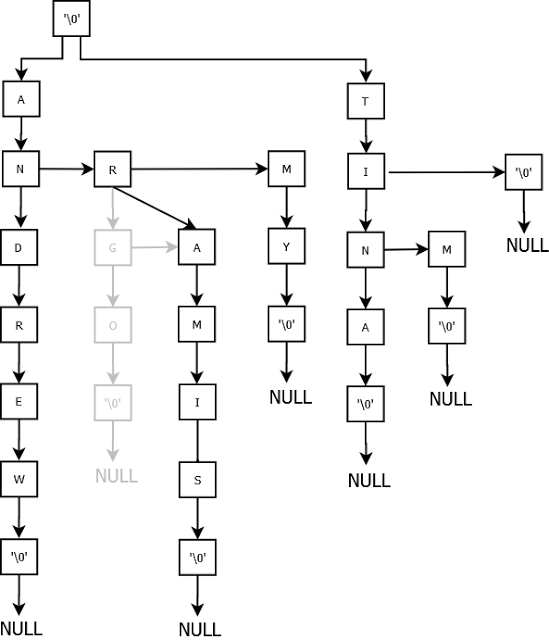 '\0'
A T
N R M I '\0'
D G A Y N M NULL
R O M '\0' A '\0'
E '\0' I NULL '\0' NULL
W NULL S NULL
'\0' '\0'
NULL NULL